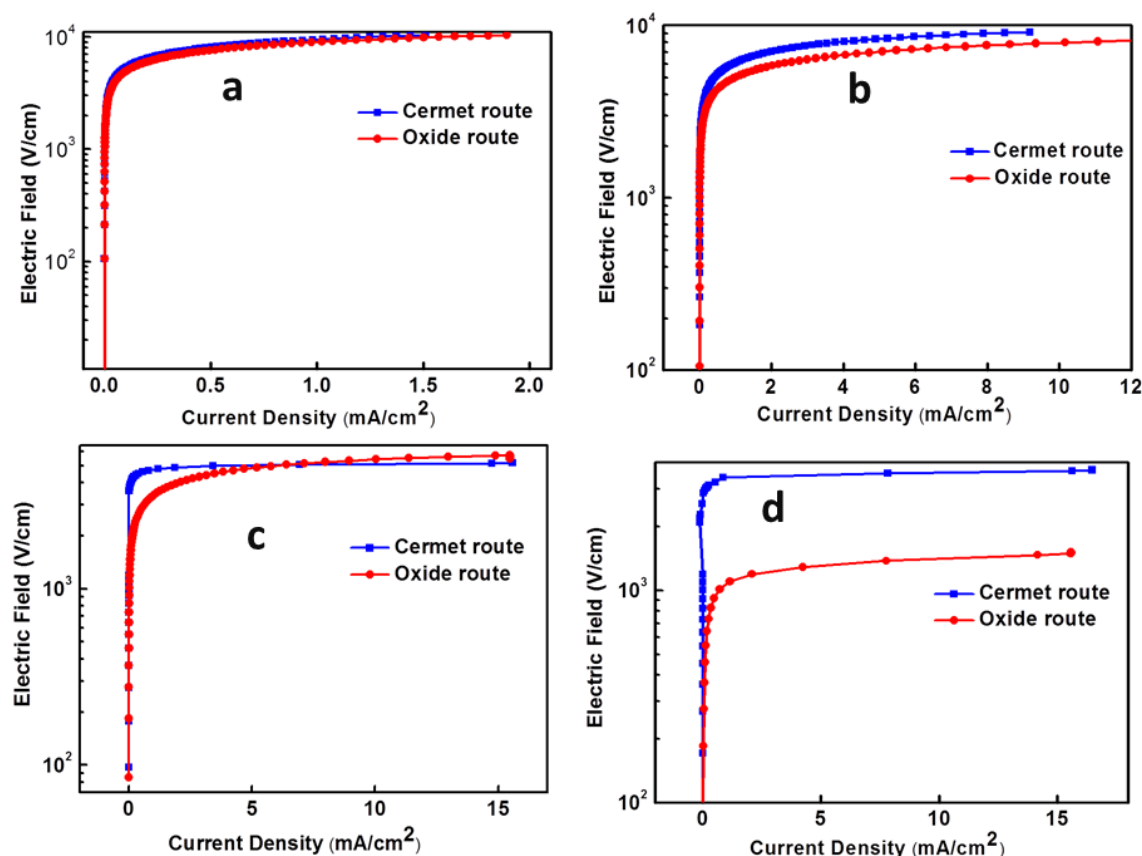 a
Cermet route
Oxide route
Electric Field (V/cm)
10⁴
10³
10²
0.0 0.5 1.0 1.5 2.0
Current Density (mA/cm²)
b
Cermet route
Oxide route
Electric Field (V/cm)
10⁴
10³
10²
0 2 4 6 8 10 12
Current Density (mA/cm²)
c
Cermet route
Oxide route
Electric Field (V/cm)
10³
10²
0 5 10 15
Current Density (mA/cm²)
d
Cermet route
Oxide route
Electric Field (V/cm)
10³
10²
0 5 10 15
Current Density (mA/cm²)